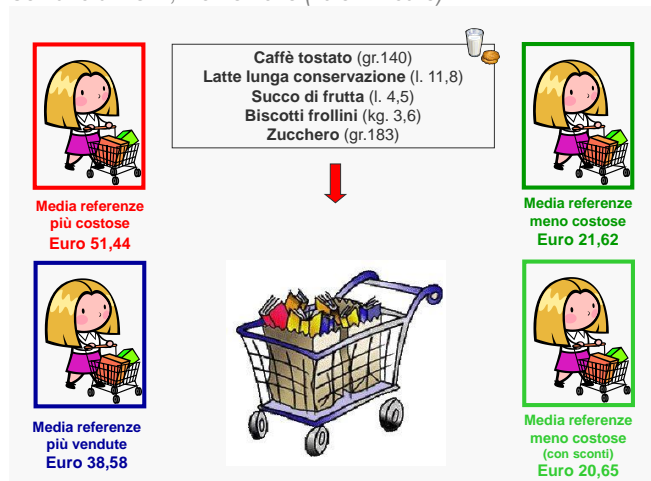 Caffè tostato (gr.140)
Latte lunga conservazione (l. 11,8)
Succo di frutta (l. 4,5)
Biscotti frollini (kg. 3,6)
Zucchero (gr.183)
Media referenze
più costose
Euro 51,44
Media referenze
meno costose
Euro 21,62
Media referenze
più vendute
Euro 38,58
Media referenze
meno costose
(con sconti)
Euro 20,65